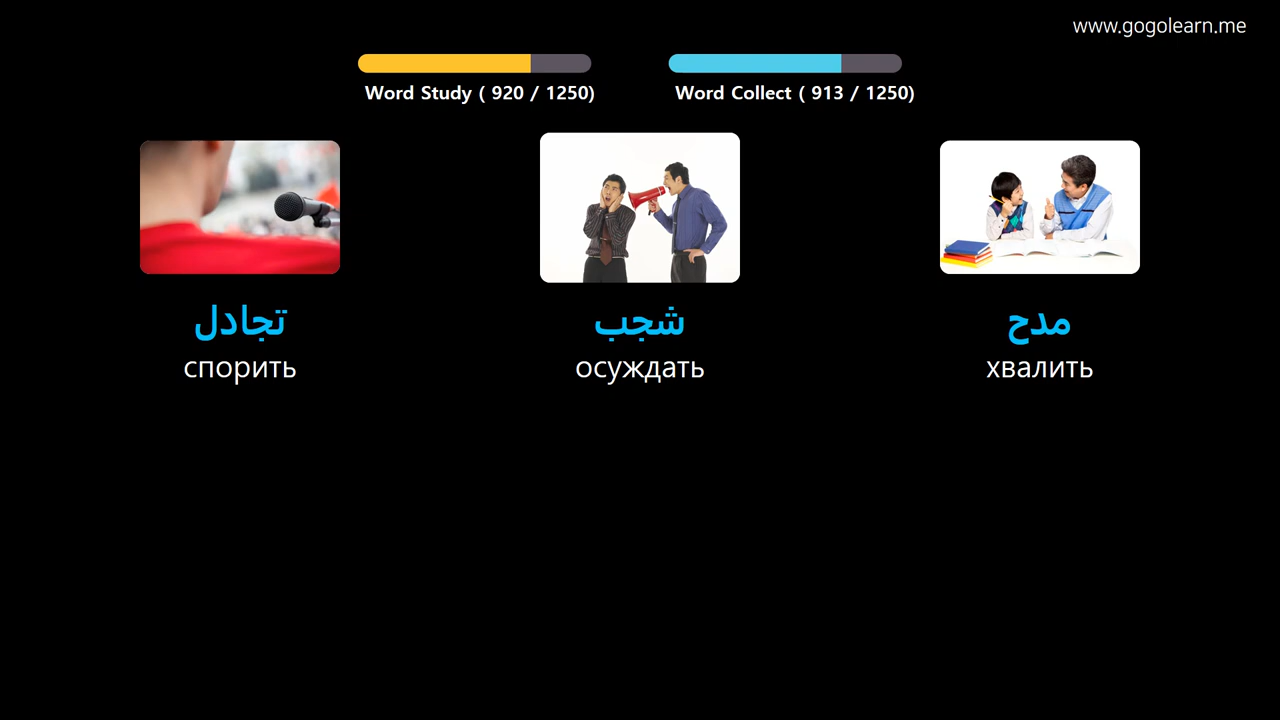 www.gogolearn.me
Word Study ( 920 / 1250)
Word Collect ( 913 / 1250)
تجادل
спорить
شجب
осуждать
مدح
хвалить